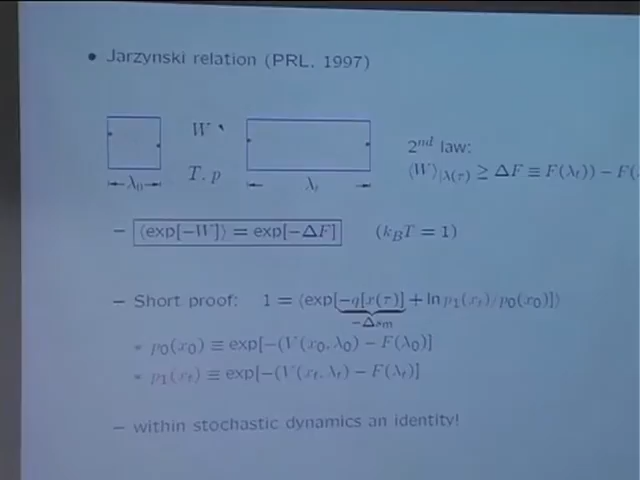 • Jarzynski relation (PRL, 1997)
W
T, p
λ₀
λₜ
2ⁿᵈ law:
⟨W⟩|λ(τ) ≥ ΔF ≡ F(λₜ)) − F(
– ⟨exp[−W]⟩ = exp[−ΔF] (k_BT = 1)
– Short proof: 1 = ⟨exp[−q[x(τ)] + ln p₁(xₜ)/p₀(x₀)]⟩
−Δsₘ
* p₀(x₀) ≡ exp[−(V(x₀, λ₀) − F(λ₀)]
* p₁(xₜ) ≡ exp[−(V(xₜ, λₜ) − F(λₜ)]
– within stochastic dynamics an identity!